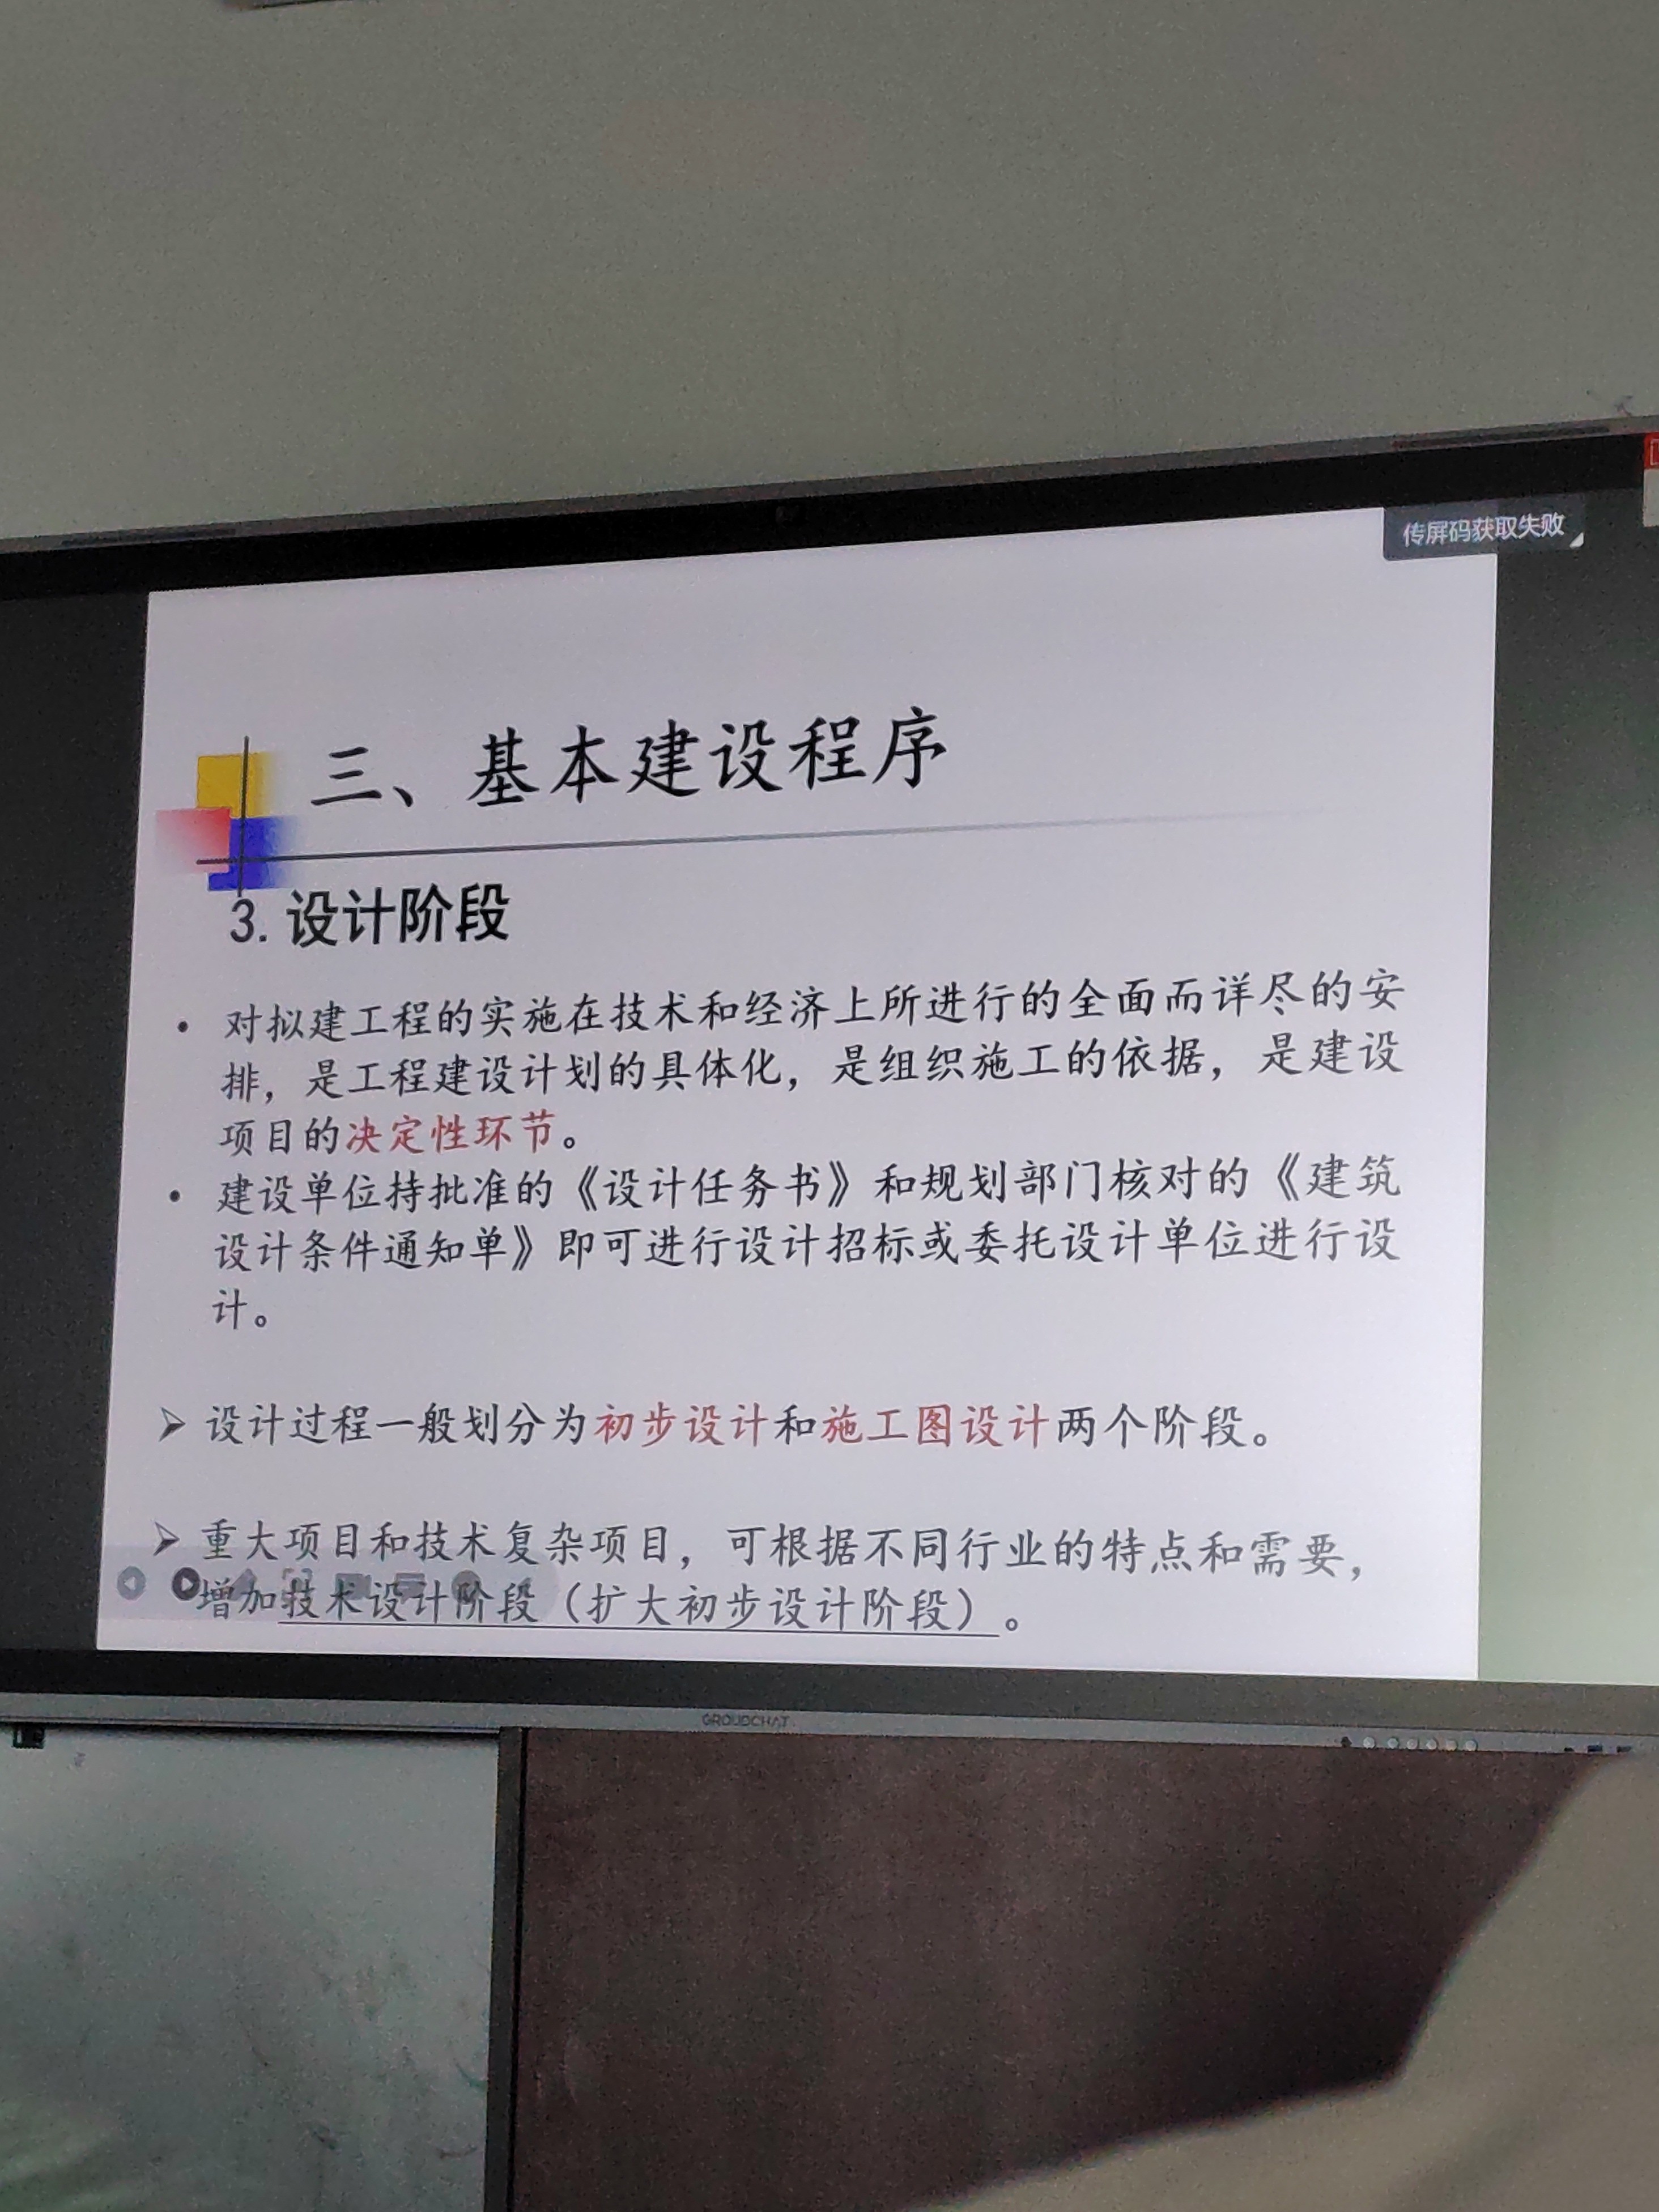 传屏码获取失败
三、基本建设程序
3. 设计阶段
• 对拟建工程的实施在技术和经济上所进行的全面而详尽的安
排，是工程建设计划的具体化，是组织施工的依据，是建设
项目的决定性环节。
• 建设单位持批准的《设计任务书》和规划部门核对的《建筑
设计条件通知单》即可进行设计招标或委托设计单位进行设
计。
➢ 设计过程一般划分为初步设计和施工图设计两个阶段。
➢ 重大项目和技术复杂项目，可根据不同行业的特点和需要，
增加技术设计阶段（扩大初步设计阶段）。